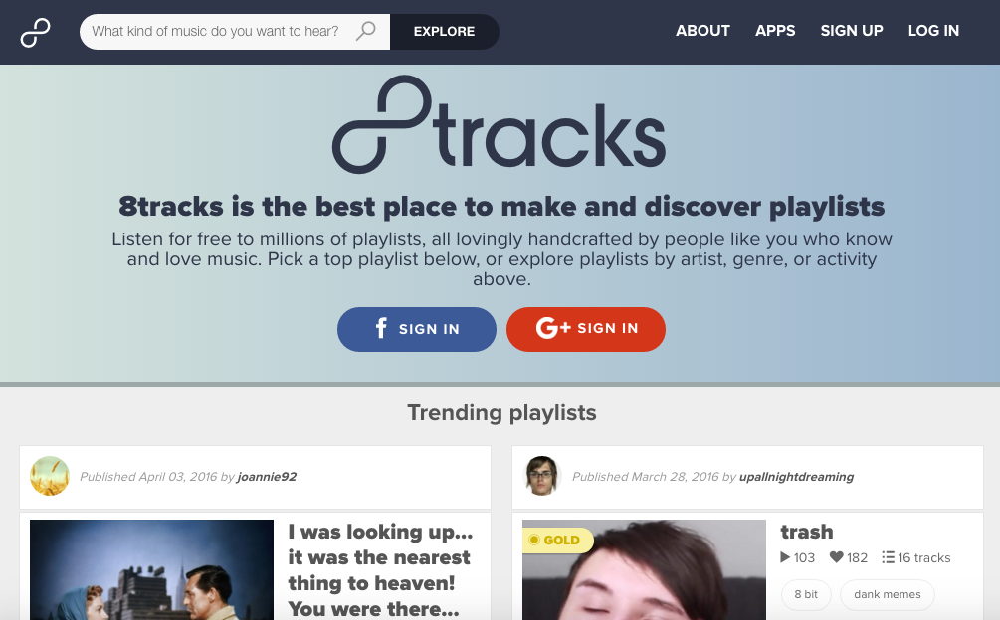 What kind of music do you want to hear?
EXPLORE
ABOUT APPS SIGN UP LOG IN
8tracks
8tracks is the best place to make and discover playlists
Listen for free to millions of playlists, all lovingly handcrafted by people like you who know
and love music. Pick a top playlist below, or explore playlists by artist, genre, or activity
above.
f SIGN IN
G+ SIGN IN
Trending playlists
Published April 03, 2016 by joannie92
I was looking up...
it was the nearest
thing to heaven!
You were there...
Published March 28, 2016 by upallnightdreaming
GOLD
trash
103 182 16 tracks
8 bit dank memes